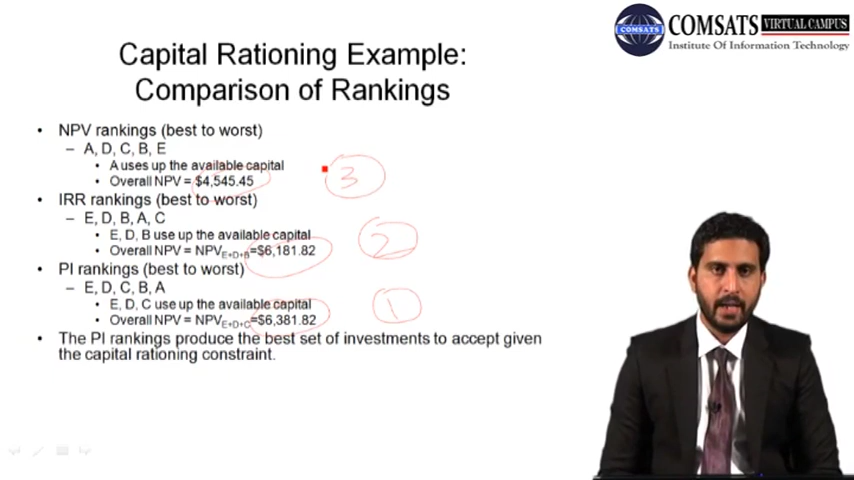 COMSATS
COMSATS VIRTUAL CAMPUS
Institute Of Information Technology
Capital Rationing Example:
Comparison of Rankings
• NPV rankings (best to worst)
– A, D, C, B, E
• A uses up the available capital
• Overall NPV = $4,545.45
3
• IRR rankings (best to worst)
– E, D, B, A, C
• E, D, B use up the available capital
• Overall NPV = NPVE+D+B=$6,181.82
2
• PI rankings (best to worst)
– E, D, C, B, A
• E, D, C use up the available capital
• Overall NPV = NPVE+D+C=$6,381.82
1
• The PI rankings produce the best set of investments to accept given
the capital rationing constraint.